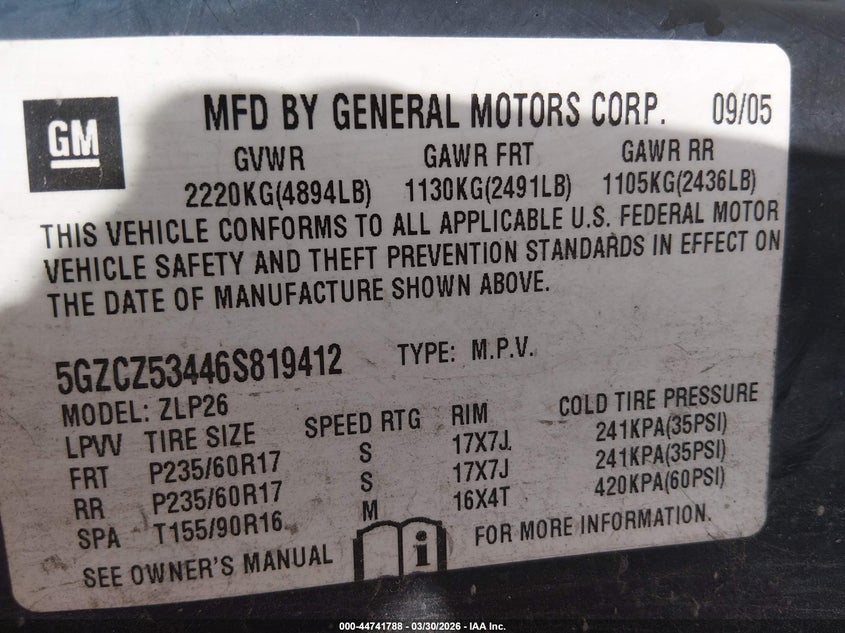 GM
MFD BY GENERAL MOTORS CORP. 09/05
GVWR GAWR FRT GAWR RR
2220KG(4894LB) 1130KG(2491LB) 1105KG(2436LB)
THIS VEHICLE CONFORMS TO ALL APPLICABLE U.S. FEDERAL MOTOR
VEHICLE SAFETY AND THEFT PREVENTION STANDARDS IN EFFECT ON
THE DATE OF MANUFACTURE SHOWN ABOVE.
5GZCZ53446S819412 TYPE: M.P.V.
MODEL: ZLP26
LPVV TIRE SIZE SPEED RTG RIM COLD TIRE PRESSURE
FRT P235/60R17 S 17X7J 241KPA(35PSI)
RR P235/60R17 S 17X7J 241KPA(35PSI)
SPA T155/90R16 M 16X4T 420KPA(60PSI)
SEE OWNER'S MANUAL i FOR MORE INFORMATION.
000-44741788 — 03/30/2026 — IAA Inc.